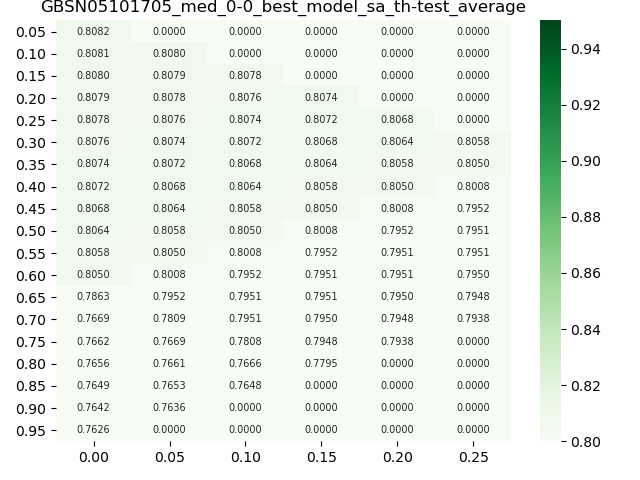 GBSN05101705_med_0-0_best_model_sa_th-test_average
0.05 0.8082 0.0000 0.0000 0.0000 0.0000 0.0000
0.10 0.8081 0.8080 0.0000 0.0000 0.0000 0.0000
0.15 0.8080 0.8079 0.8078 0.0000 0.0000 0.0000
0.20 0.8079 0.8078 0.8076 0.8074 0.0000 0.0000
0.25 0.8078 0.8076 0.8074 0.8072 0.8068 0.0000
0.30 0.8076 0.8074 0.8072 0.8068 0.8064 0.8058
0.35 0.8074 0.8072 0.8068 0.8064 0.8058 0.8050
0.40 0.8072 0.8068 0.8064 0.8058 0.8050 0.8008
0.45 0.8068 0.8064 0.8058 0.8050 0.8008 0.7952
0.50 0.8064 0.8058 0.8050 0.8008 0.7952 0.7951
0.55 0.8058 0.8050 0.8008 0.7952 0.7951 0.7951
0.60 0.8050 0.8008 0.7952 0.7951 0.7951 0.7950
0.65 0.7863 0.7952 0.7951 0.7951 0.7950 0.7948
0.70 0.7669 0.7809 0.7951 0.7950 0.7948 0.7938
0.75 0.7662 0.7669 0.7808 0.7948 0.7938 0.0000
0.80 0.7656 0.7661 0.7666 0.7795 0.0000 0.0000
0.85 0.7649 0.7653 0.7648 0.0000 0.0000 0.0000
0.90 0.7642 0.7636 0.0000 0.0000 0.0000 0.0000
0.95 0.7626 0.0000 0.0000 0.0000 0.0000 0.0000
0.00 0.05 0.10 0.15 0.20 0.25
0.94
0.92
0.90
0.88
0.86
0.84
0.82
0.80